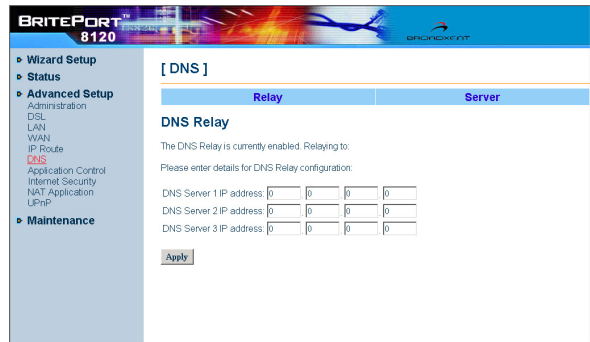 BRITEPORT™
8120
BROADXENT
Wizard Setup
Status
Advanced Setup
Administration
DSL
LAN
WAN
IP Route
DNS
Application Control
Internet Security
NAT Application
UPnP
Maintenance
[ DNS ]
Relay Server
DNS Relay
The DNS Relay is currently enabled. Relaying to:
Please enter details for DNS Relay configuration:
DNS Server 1 IP address: 0 . 0 . 0 . 0
DNS Server 2 IP address: 0 . 0 . 0 . 0
DNS Server 3 IP address: 0 . 0 . 0 . 0
Apply